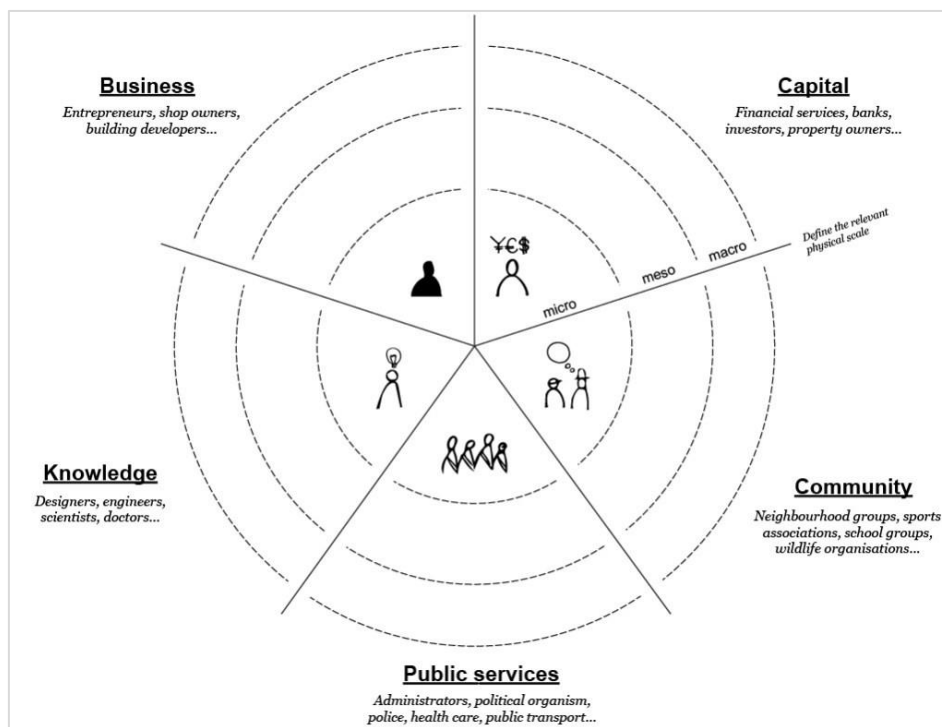 Business
Entrepreneurs, shop owners,
building developers...
Capital
Financial services, banks,
investors, property owners...
Define the relevant
physical scale
macro
meso
micro
¥€$
Knowledge
Designers, engineers,
scientists, doctors...
Community
Neighbourhood groups, sports
associations, school groups,
wildlife organisations...
Public services
Administrators, political organism,
police, health care, public transport...